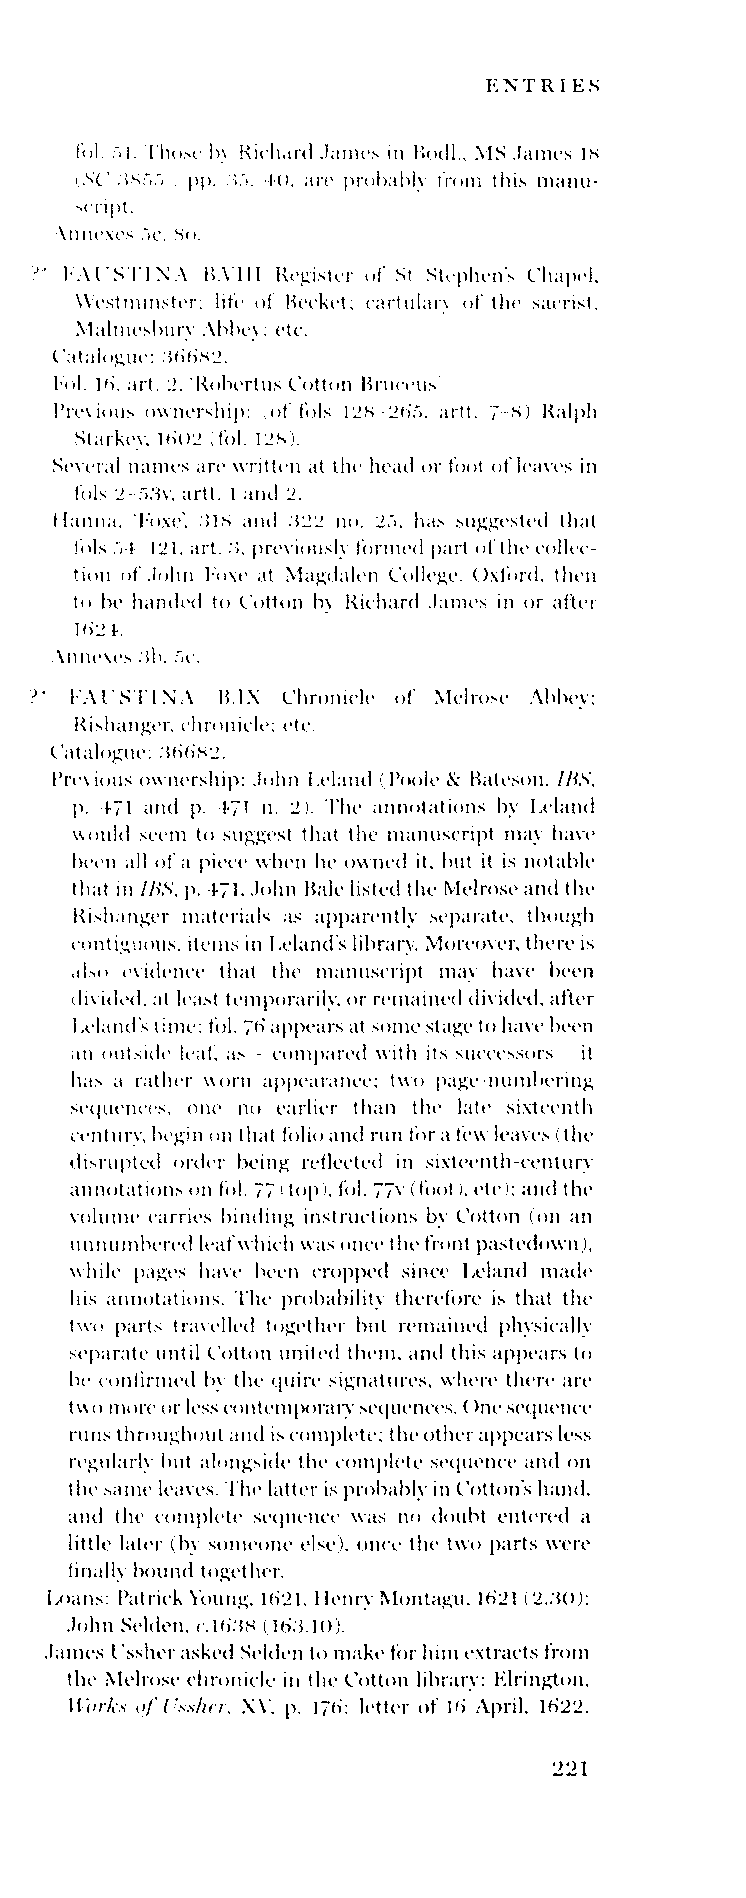 ENTRIES
fol. 51. Those by Richard James in Bodl., MS James 18
(SC 3855), pp. 35, 40, are probably from this manu-
script.
Annexes 5c, 8o.
?* FAUSTINA B.VIII Register of St Stephen's Chapel,
Westminster; life of Becket; cartulary of the sacrist,
Malmesbury Abbey; etc.
Catalogue: 36682.
Fol. 16, art. 2, 'Robertus Cotton Bruceus'
Previous ownership: (of fols 128–265, artt. 7–8) Ralph
Starkey, 1602 (fol. 128).
Several names are written at the head or foot of leaves in
fols 2–53v, artt. 1 and 2.
Hanna, 'Foxe', 318 and 322 no. 25, has suggested that
fols 54–121, art. 3, previously formed part of the collec-
tion of John Foxe at Magdalen College, Oxford, then
to be handed to Cotton by Richard James in or after
1624.
Annexes 3b, 5c.
?* FAUSTINA B.IX Chronicle of Melrose Abbey;
Rishanger, chronicle; etc.
Catalogue: 36682.
Previous ownership: John Leland (Poole & Bateson, IBS,
p. 471 and p. 471 n. 2). The annotations by Leland
would seem to suggest that the manuscript may have
been all of a piece when he owned it, but it is notable
that in IBS, p. 471, John Bale listed the Melrose and the
Rishanger materials as apparently separate, though
contiguous, items in Leland's library. Moreover, there is
also evidence that the manuscript may have been
divided, at least temporarily, or remained divided, after
Leland's time: fol. 76 appears at some stage to have been
an outside leaf, as - compared with its successors - it
has a rather worn appearance; two page-numbering
sequences, one no earlier than the late sixteenth
century, begin on that folio and run for a few leaves (the
disrupted order being reflected in sixteenth-century
annotations on fol. 77 (top), fol. 77v (foot), etc); and the
volume carries binding instructions by Cotton (on an
unnumbered leaf which was once the front pastedown),
while pages have been cropped since Leland made
his annotations. The probability therefore is that the
two parts travelled together but remained physically
separate until Cotton united them, and this appears to
be confirmed by the quire signatures, where there are
two more or less contemporary sequences. One sequence
runs throughout and is complete; the other appears less
regularly but alongside the complete sequence and on
the same leaves. The latter is probably in Cotton's hand,
and the complete sequence was no doubt entered a
little later (by someone else), once the two parts were
finally bound together.
Loans: Patrick Young, 1621, Henry Montagu, 1621 (2.30);
John Selden, c.1638 (163.10).
James Ussher asked Selden to make for him extracts from
the Melrose chronicle in the Cotton library: Elrington,
Works of Ussher, XV, p. 176; letter of 16 April, 1622.
221